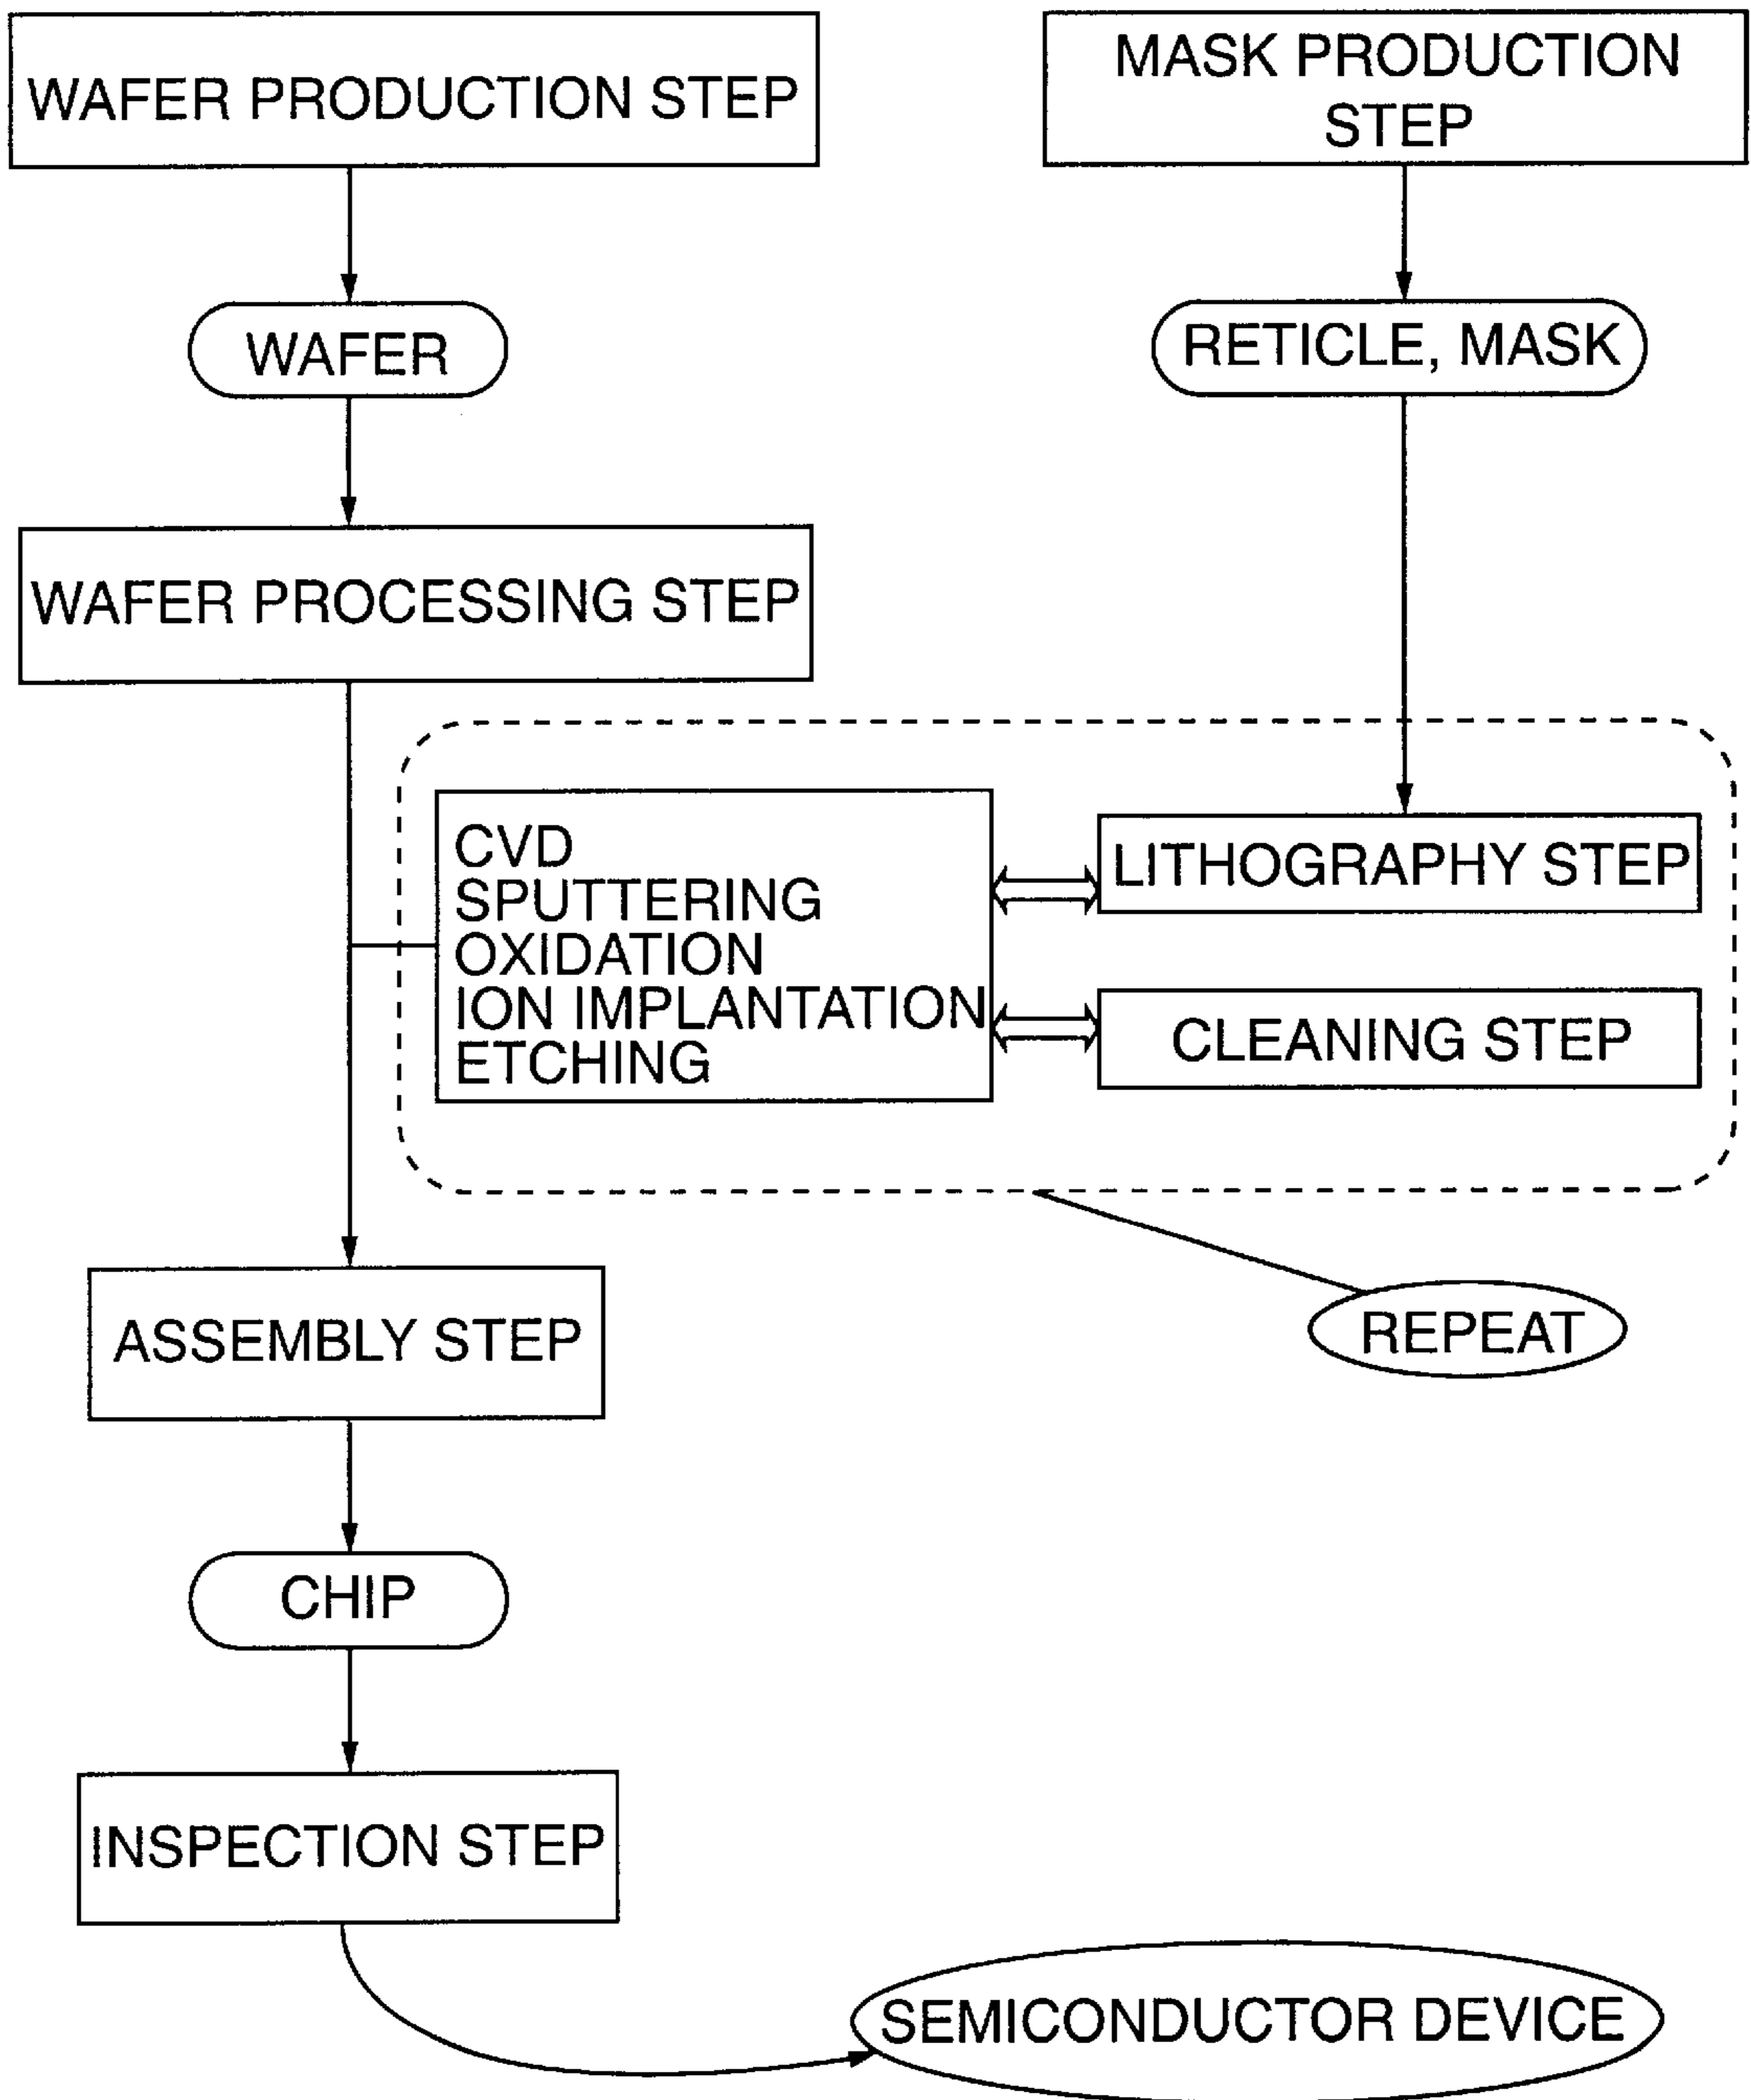 WAFER PRODUCTION STEP
MASK PRODUCTION
STEP
WAFER
RETICLE, MASK
WAFER PROCESSING STEP
CVD
SPUTTERING
OXIDATION
ION IMPLANTATION
ETCHING
LITHOGRAPHY STEP
CLEANING STEP
ASSEMBLY STEP
REPEAT
CHIP
INSPECTION STEP
SEMICONDUCTOR DEVICE